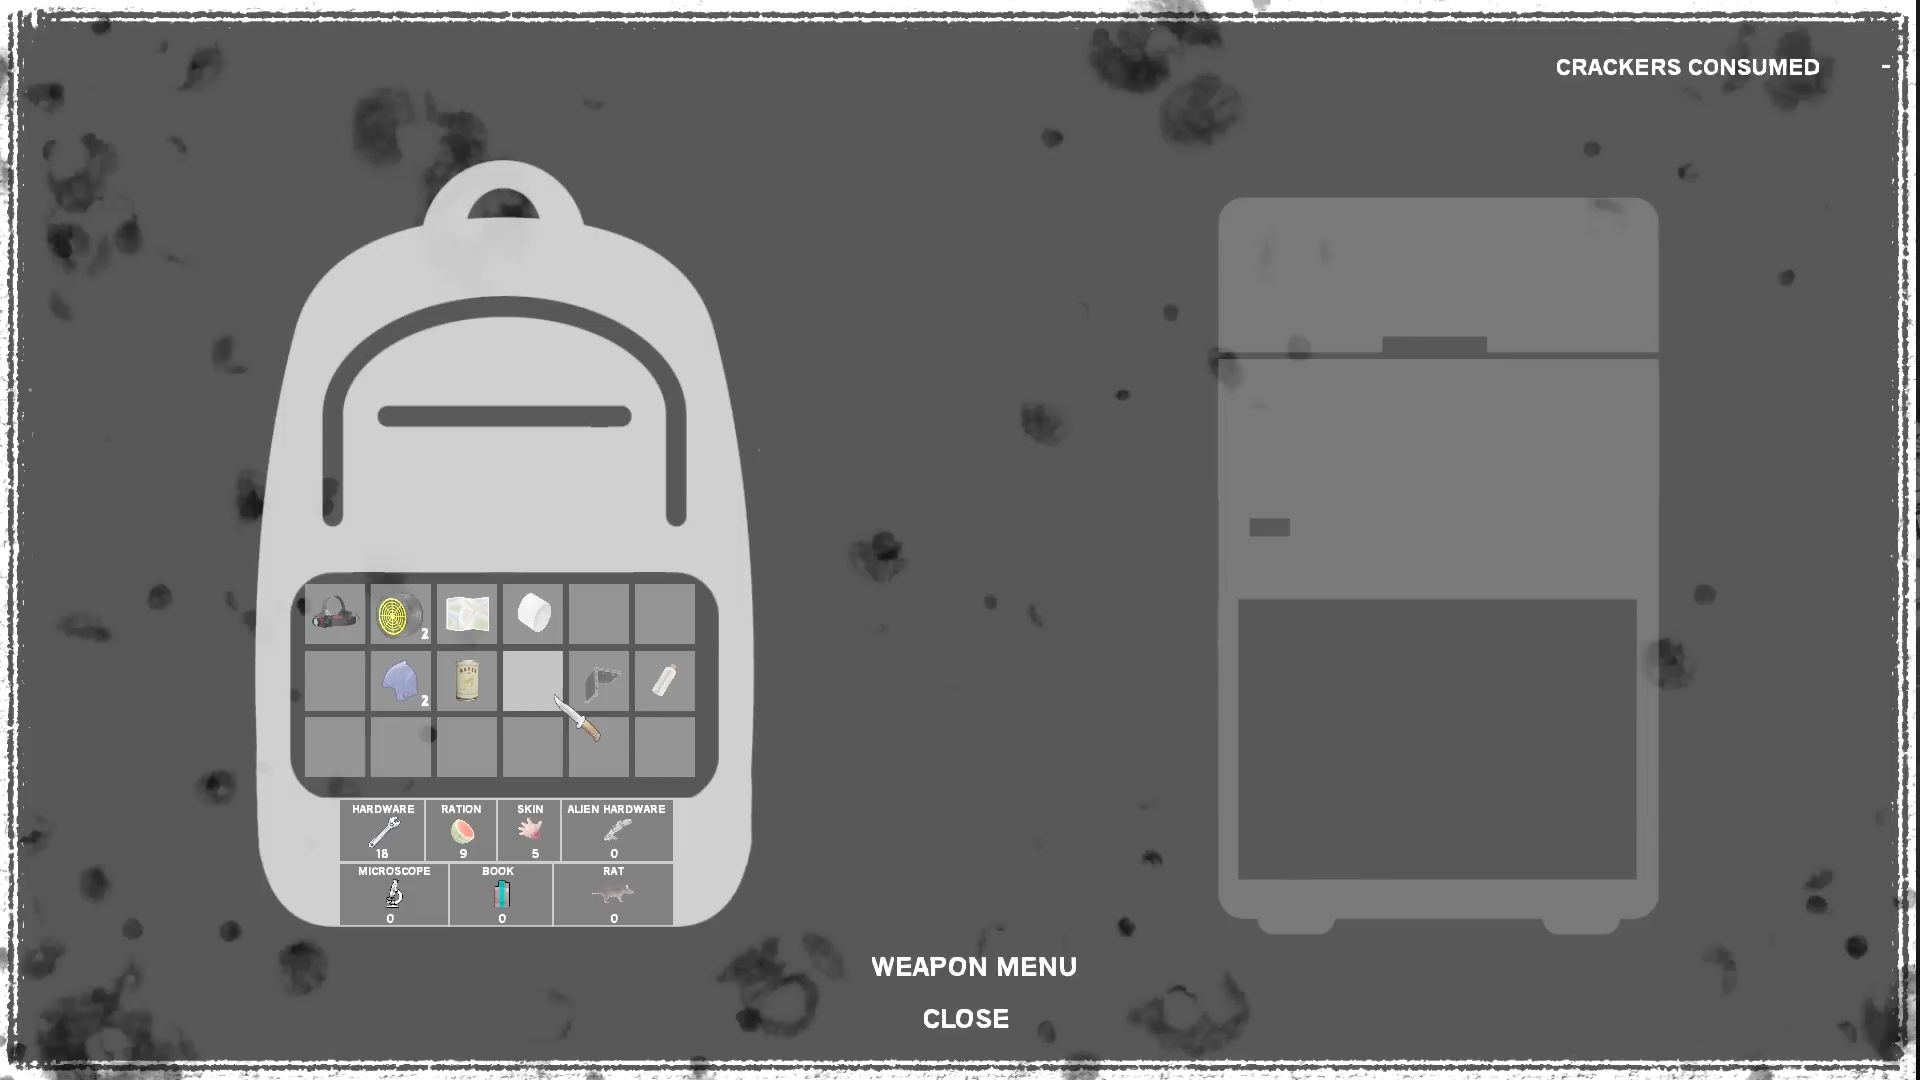 CRACKERS CONSUMED -
2
2
HARDWARE RATION SKIN ALIEN HARDWARE
18 9 5 0
MICROSCOPE BOOK RAT
0 0 0
WEAPON MENU
CLOSE